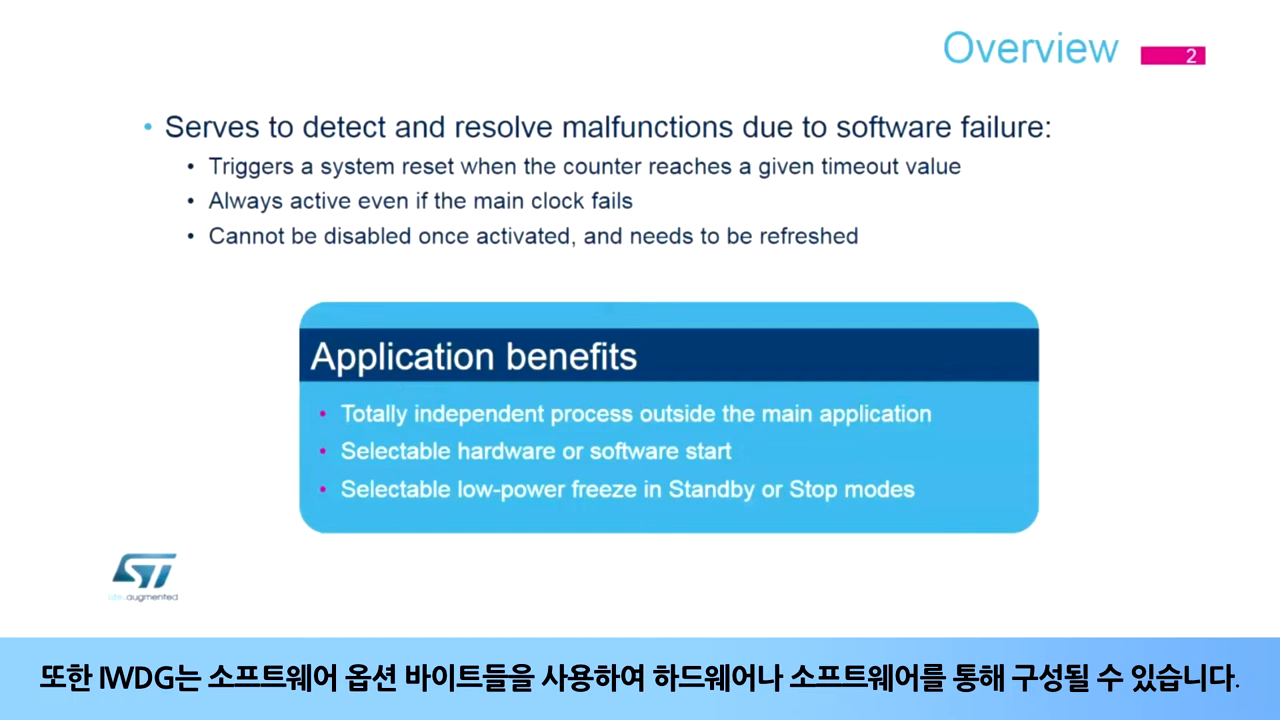 Overview
2
• Serves to detect and resolve malfunctions due to software failure:
• Triggers a system reset when the counter reaches a given timeout value
• Always active even if the main clock fails
• Cannot be disabled once activated, and needs to be refreshed
Application benefits
• Totally independent process outside the main application
• Selectable hardware or software start
• Selectable low-power freeze in Standby or Stop modes
ST
life.augmented
또한 IWDG는 소프트웨어 옵션 바이트들을 사용하여 하드웨어나 소프트웨어를 통해 구성될 수 있습니다.